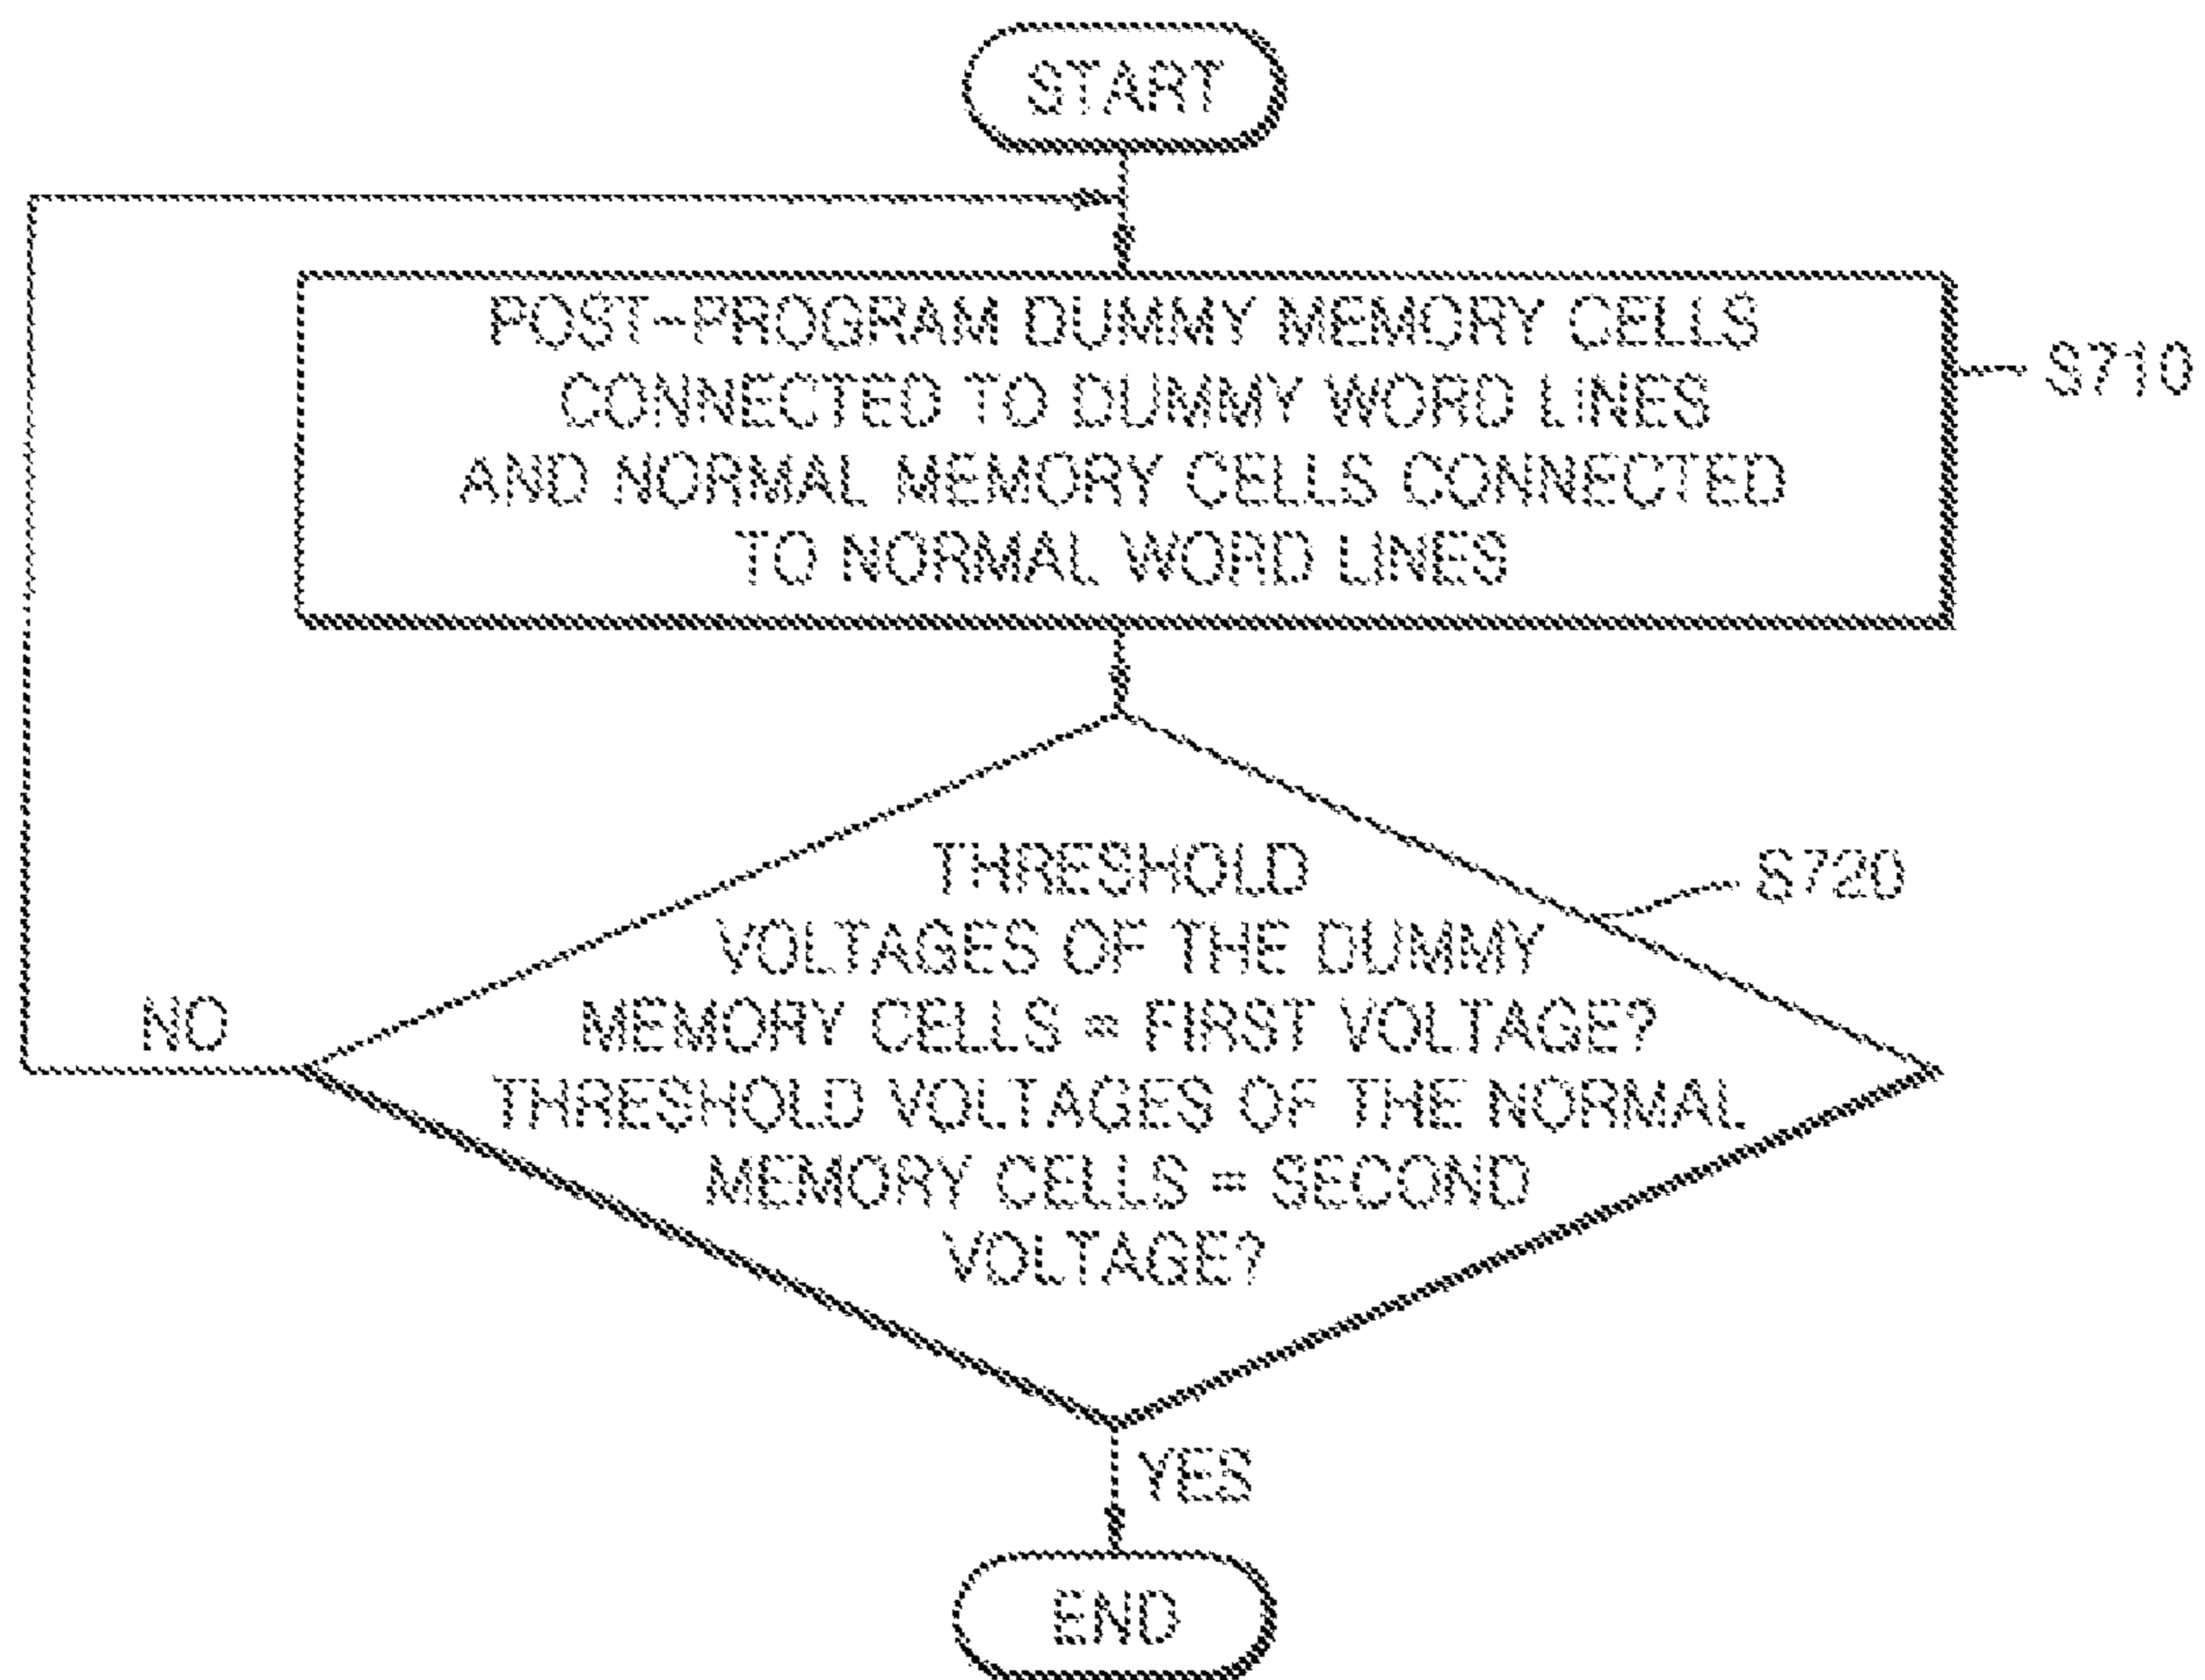 START
POST-PROGRAM DUMMY MEMORY CELLS
CONNECTED TO DUMMY WORD LINES
AND NORMAL MEMORY CELLS CONNECTED
TO NORMAL WORD LINES
S710
THRESHOLD
VOLTAGES OF THE DUMMY
MEMORY CELLS = FIRST VOLTAGE?
THRESHOLD VOLTAGES OF THE NORMAL
MEMORY CELLS = SECOND
VOLTAGE?
S720
NO
YES
END